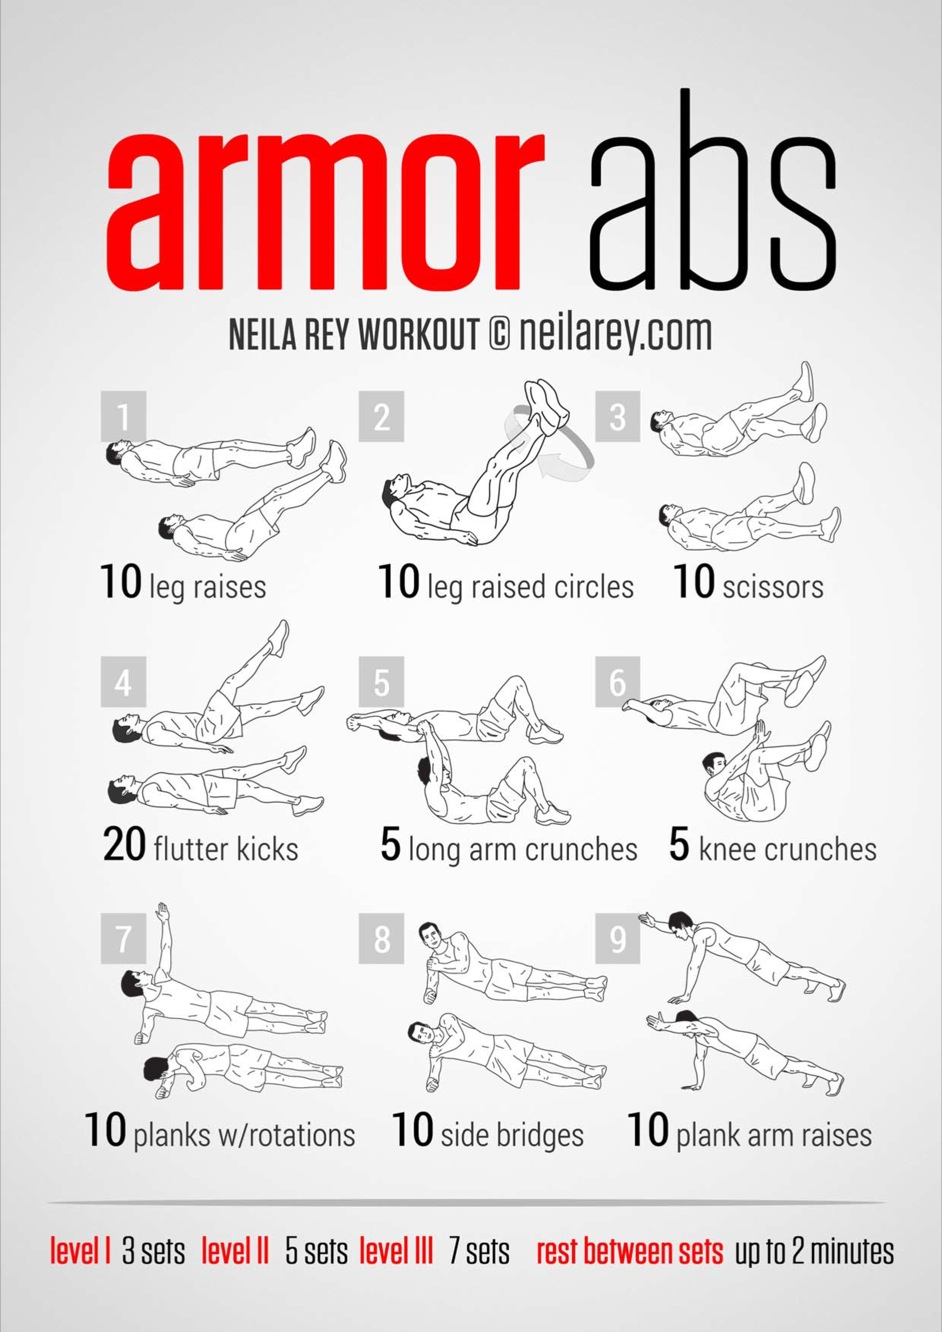 armor abs
NEILA REY WORKOUT © neilarey.com
1
2
3
10 leg raises
10 leg raised circles
10 scissors
4
5
6
20 flutter kicks
5 long arm crunches
5 knee crunches
7
8
9
10 planks w/rotations
10 side bridges
10 plank arm raises
level I 3 sets level II 5 sets level III 7 sets rest between sets up to 2 minutes